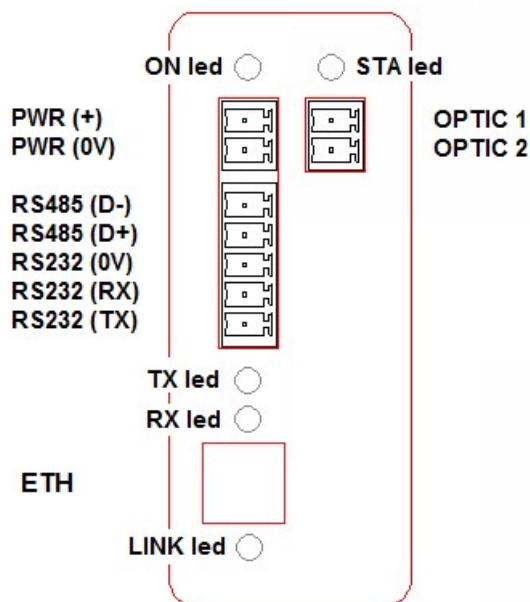 ON led STA led
PWR (+) OPTIC 1
PWR (0V) OPTIC 2
RS485 (D-)
RS485 (D+)
RS232 (0V)
RS232 (RX)
RS232 (TX)
TX led
RX led
ETH
LINK led